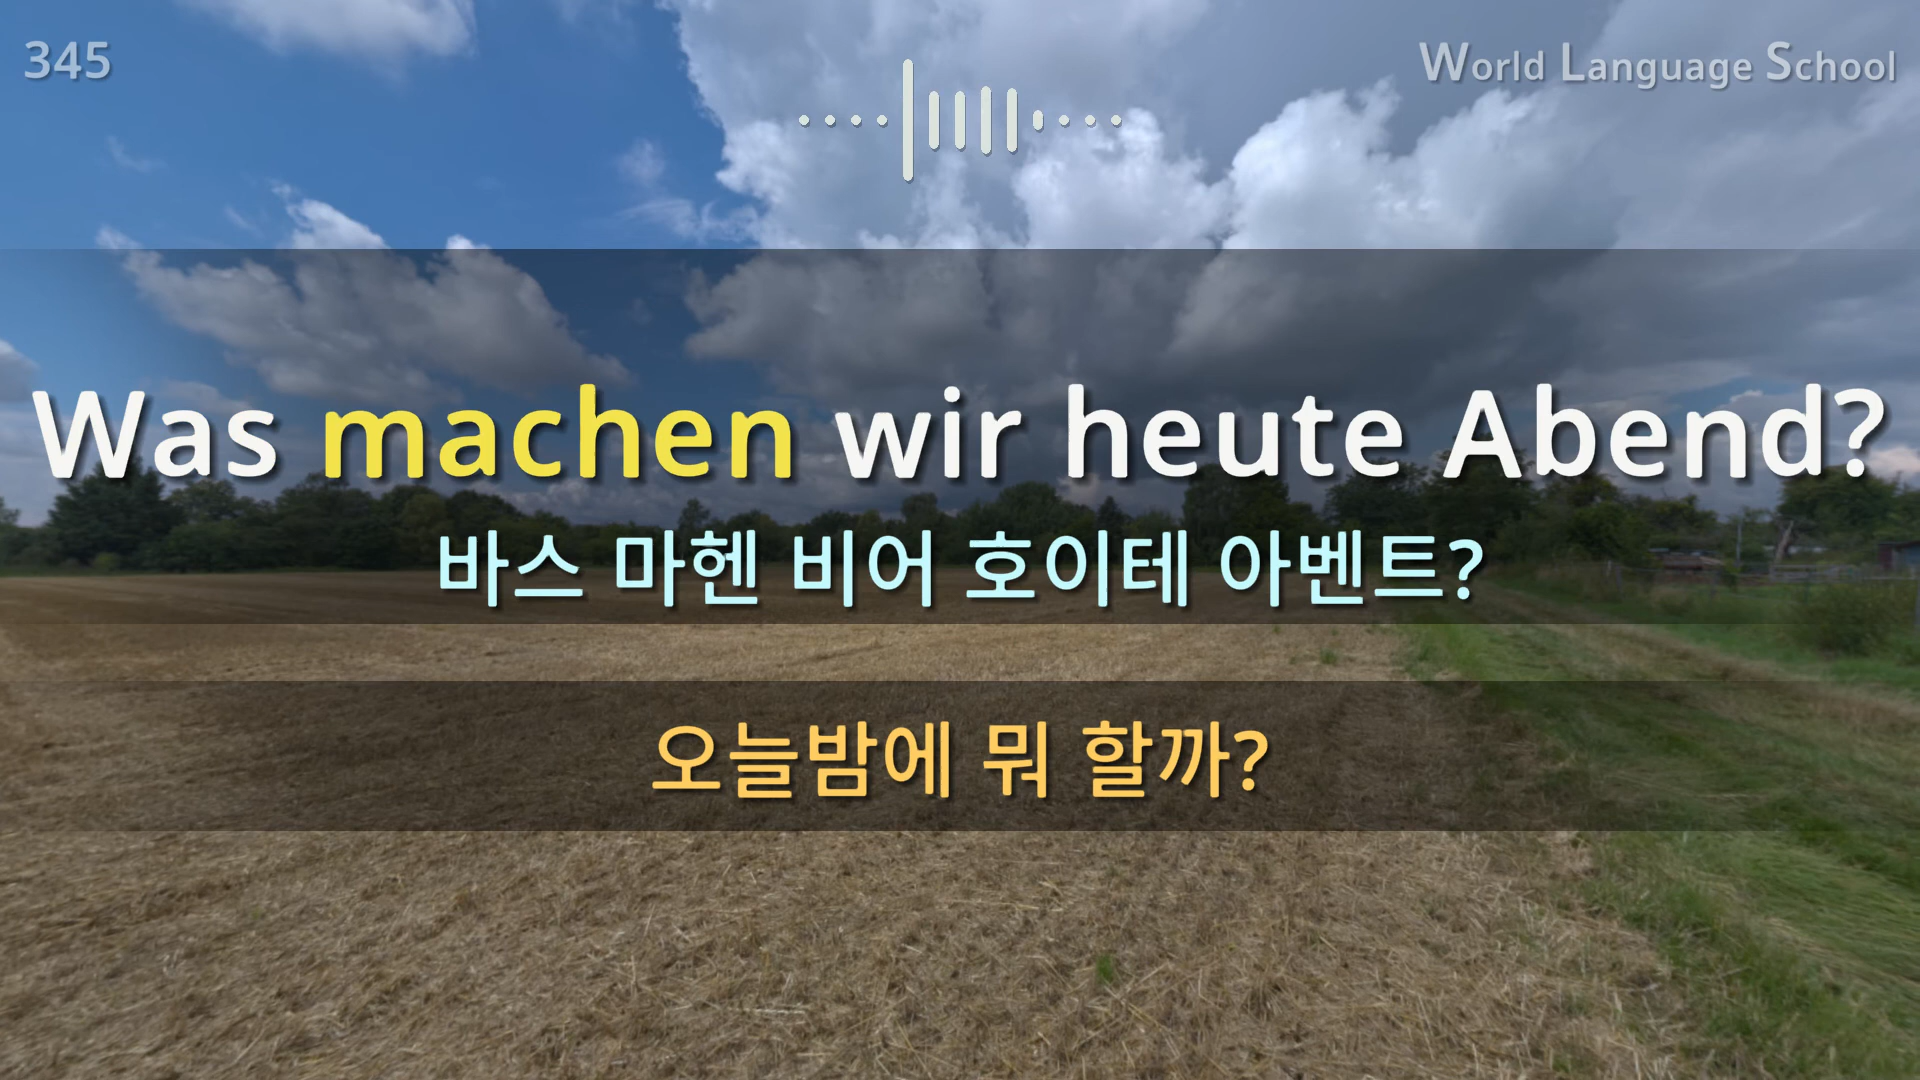 345
World Language School
Was machen wir heute Abend?
바스 마헨 비어 호이테 아벤트?
오늘밤에 뭐 할까?